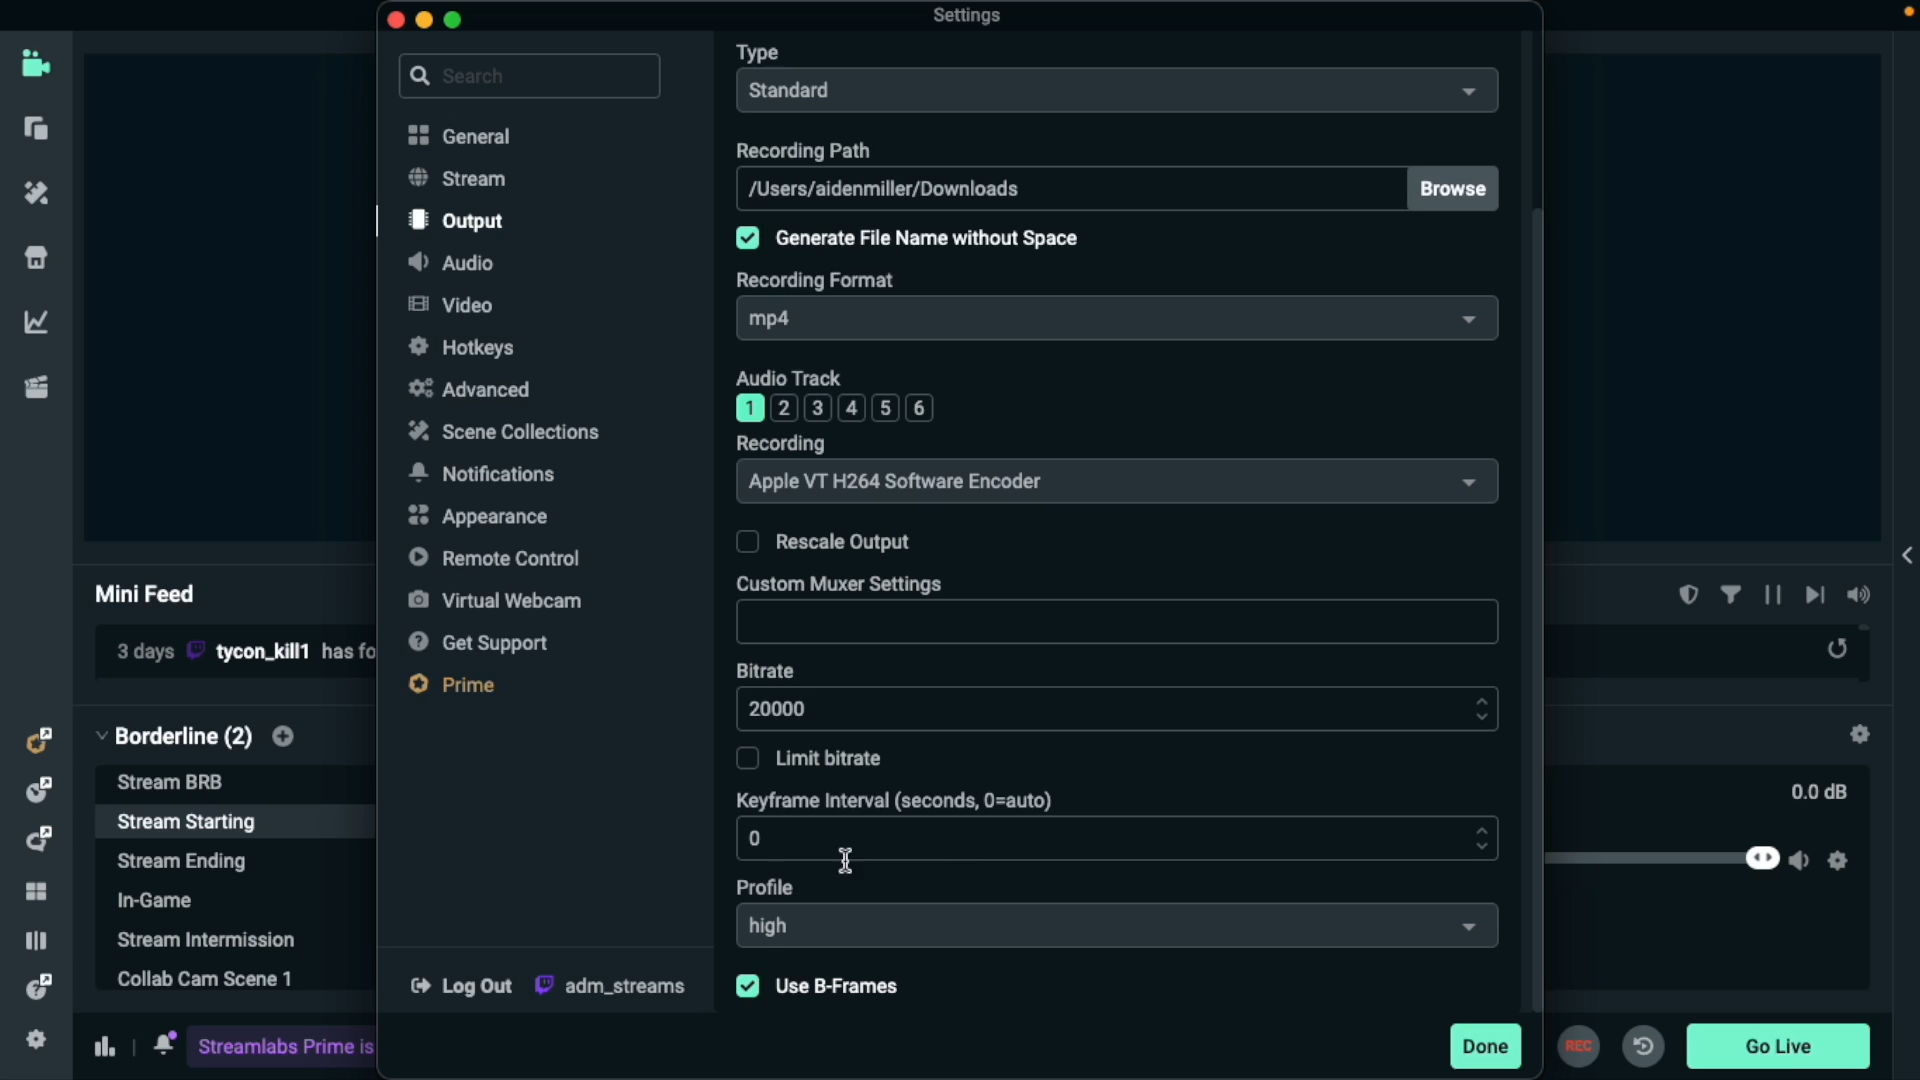 Settings
Search
General
Stream
Output
Audio
Video
Hotkeys
Advanced
Scene Collections
Notifications
Appearance
Remote Control
Virtual Webcam
Get Support
Prime
Log Out
adm_streams
Type
Standard
Recording Path
/Users/aidenmiller/Downloads
Browse
Generate File Name without Space
Recording Format
mp4
Audio Track
1 2 3 4 5 6
Recording
Apple VT H264 Software Encoder
Rescale Output
Custom Muxer Settings
Bitrate
20000
Limit bitrate
Keyframe Interval (seconds, 0=auto)
0
Profile
high
Use B-Frames
Done
Mini Feed
3 days tycon_kill1 has fo
Borderline (2)
Stream BRB
Stream Starting
Stream Ending
In-Game
Stream Intermission
Collab Cam Scene 1
Streamlabs Prime is
0.0 dB
REC
Go Live